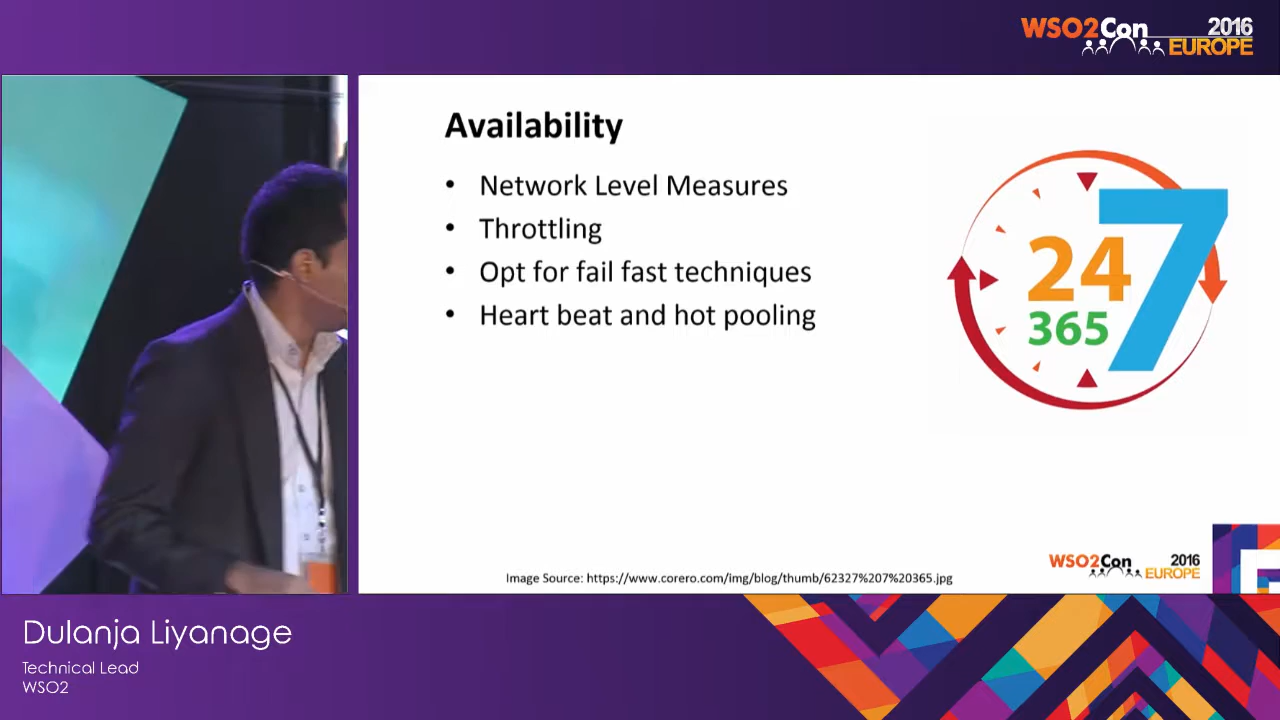 WSO2Con 2016
EUROPE
Availability
• Network Level Measures
• Throttling
• Opt for fail fast techniques
• Heart beat and hot pooling
24 7
365
WSO2Con 2016
EUROPE
Image Source: https://www.corero.com/img/blog/thumb/62327%207%20365.jpg
Dulanja Liyanage
Technical Lead
WSO2